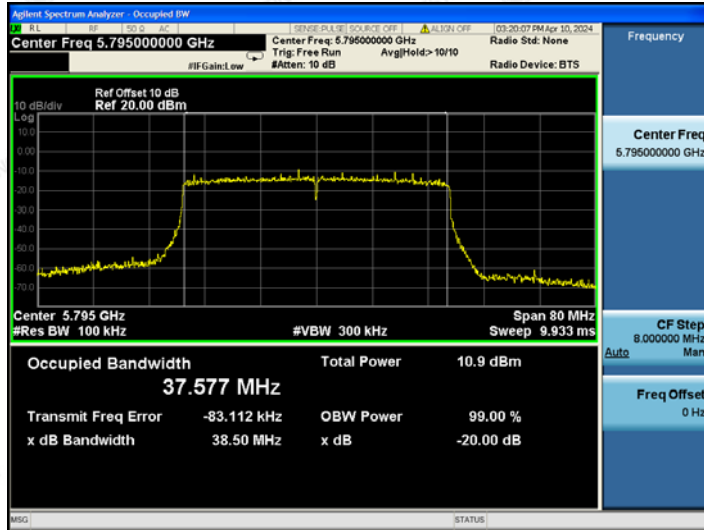 Agilent Spectrum Analyzer - Occupied BW
RL RF 50 Ω AC SENSE:PULSE SOURCE OFF ALIGN OFF 03:20:07 PM Apr 10, 2024
Center Freq 5.795000000 GHz
Center Freq: 5.795000000 GHz
Radio Std: None
Trig: Free Run Avg|Hold:> 10/10
#IFGain:Low #Atten: 10 dB Radio Device: BTS
Ref Offset 10 dB
10 dB/div Ref 20.00 dBm
Log
10.0
0.00
-10.0
-20.0
-30.0
-40.0
-50.0
-60.0
-70.0
Center 5.795 GHz Span 80 MHz
#Res BW 100 kHz #VBW 300 kHz Sweep 9.933 ms
Occupied Bandwidth Total Power 10.9 dBm
37.577 MHz
Transmit Freq Error -83.112 kHz OBW Power 99.00 %
x dB Bandwidth 38.50 MHz x dB -20.00 dB
MSG STATUS
Frequency
Center Freq
5.795000000 GHz
CF Step
8.000000 MHz
Auto Man
Freq Offset
0 Hz